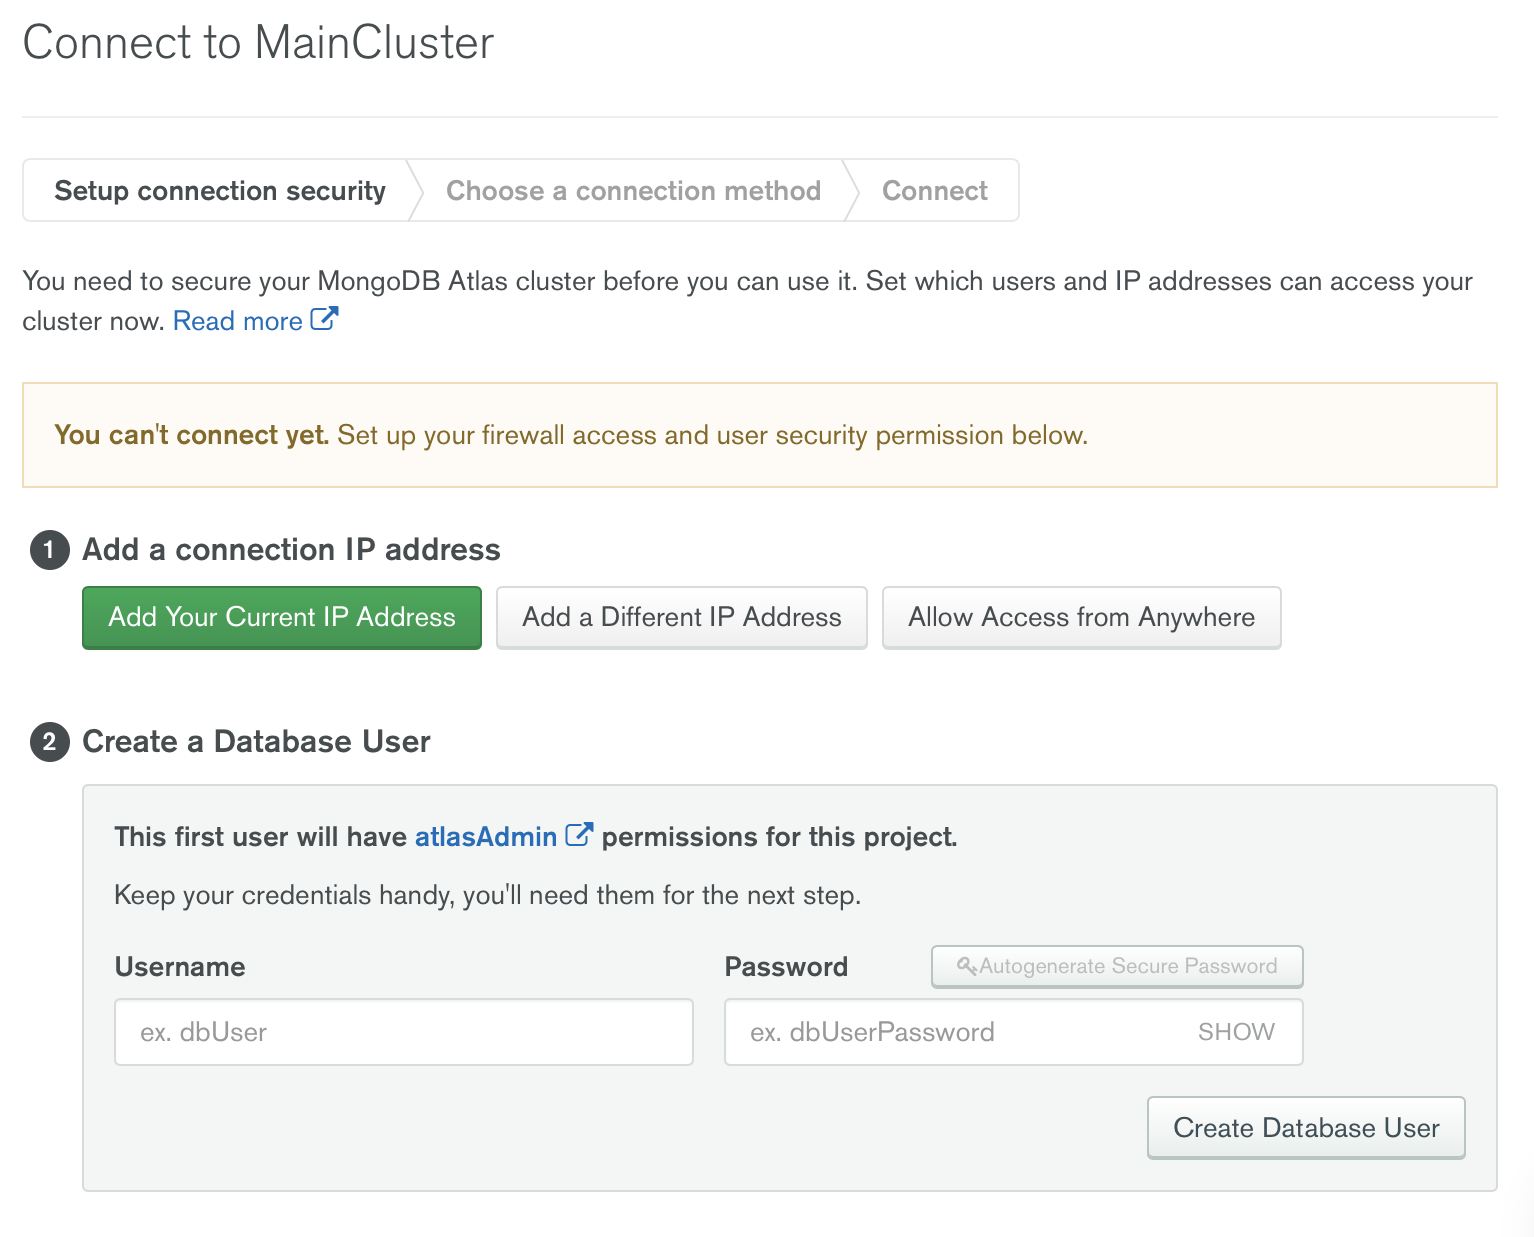 Connect to MainCluster
Setup connection security
Choose a connection method
Connect
You need to secure your MongoDB Atlas cluster before you can use it. Set which users and IP addresses can access your
cluster now. Read more
You can't connect yet. Set up your firewall access and user security permission below.
1 Add a connection IP address
Add Your Current IP Address
Add a Different IP Address
Allow Access from Anywhere
2 Create a Database User
This first user will have atlasAdmin permissions for this project.
Keep your credentials handy, you'll need them for the next step.
Username
Password
Autogenerate Secure Password
ex. dbUser
ex. dbUserPassword
SHOW
Create Database User